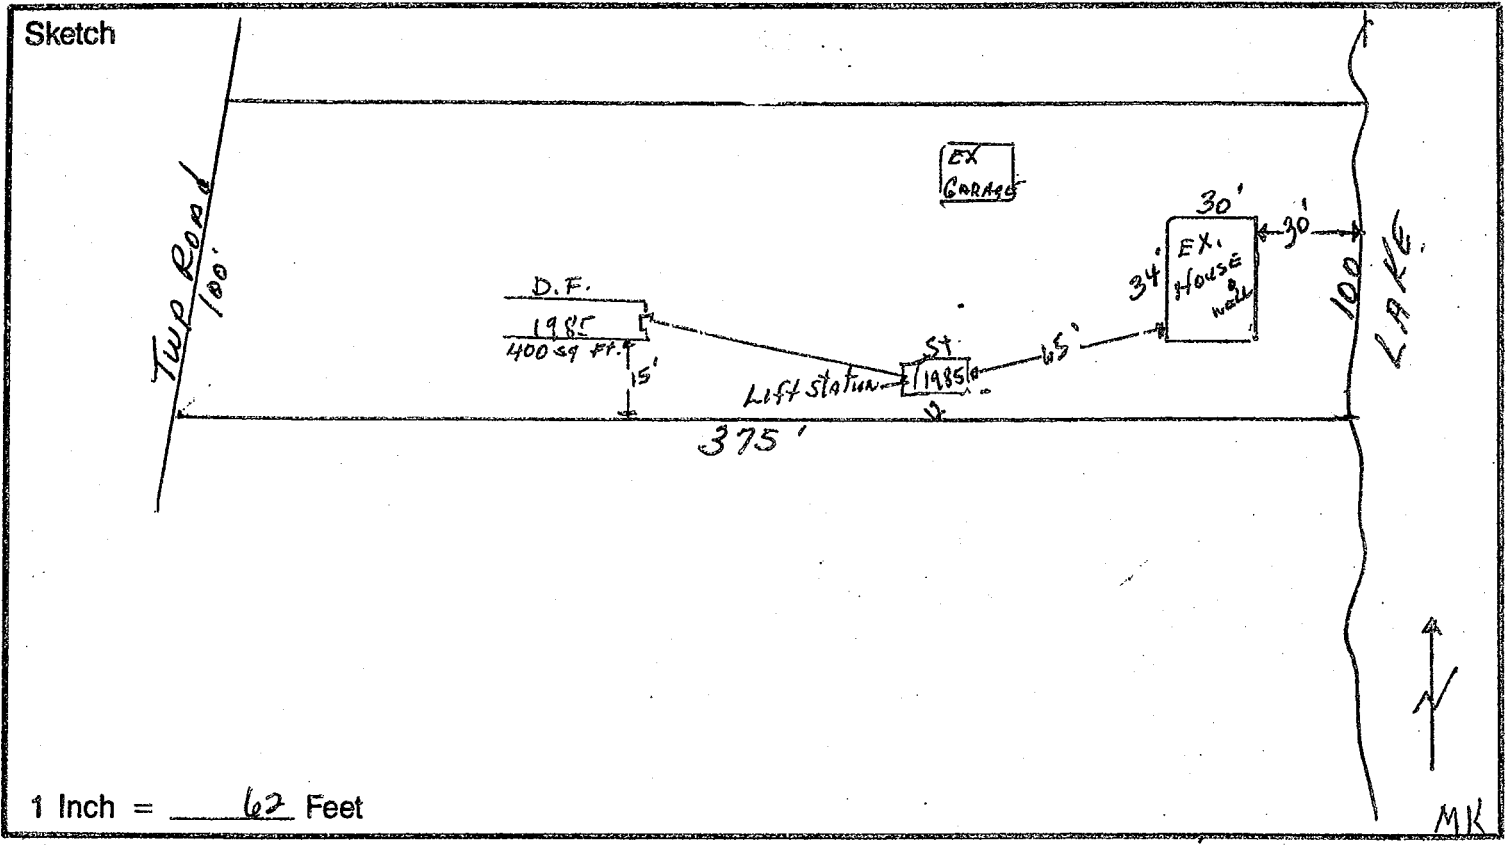 Sketch
EX
GARAGE
30'
30'
EX.
House
&
well
34'
100
LAKE
TWP ROAD
100'
D.F.
1985
400 sq Ft.
15'
St.
1985
65'
Lift Station
375'
N
1 Inch = 62 Feet
MK